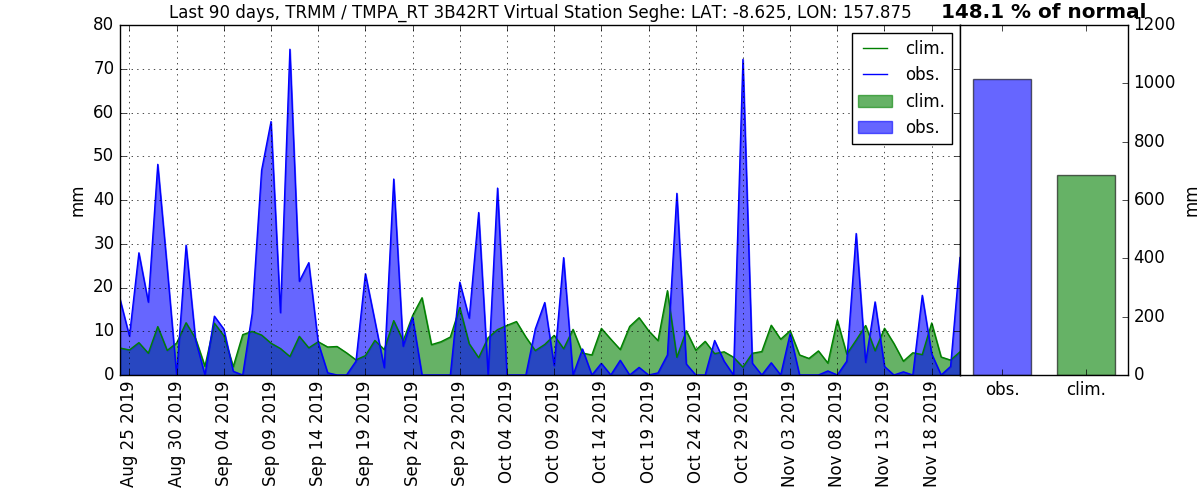 Last 90 days, TRMM / TMPA_RT 3B42RT Virtual Station Seghe: LAT: -8.625, LON: 157.875
148.1 % of normal
80
70
60
50
40
30
20
10
0
mm
clim.
obs.
clim.
obs.
1200
1000
800
600
400
200
0
mm
obs.
clim.
Aug 25 2019
Aug 30 2019
Sep 04 2019
Sep 09 2019
Sep 14 2019
Sep 19 2019
Sep 24 2019
Sep 29 2019
Oct 04 2019
Oct 09 2019
Oct 14 2019
Oct 19 2019
Oct 24 2019
Oct 29 2019
Nov 03 2019
Nov 08 2019
Nov 13 2019
Nov 18 2019